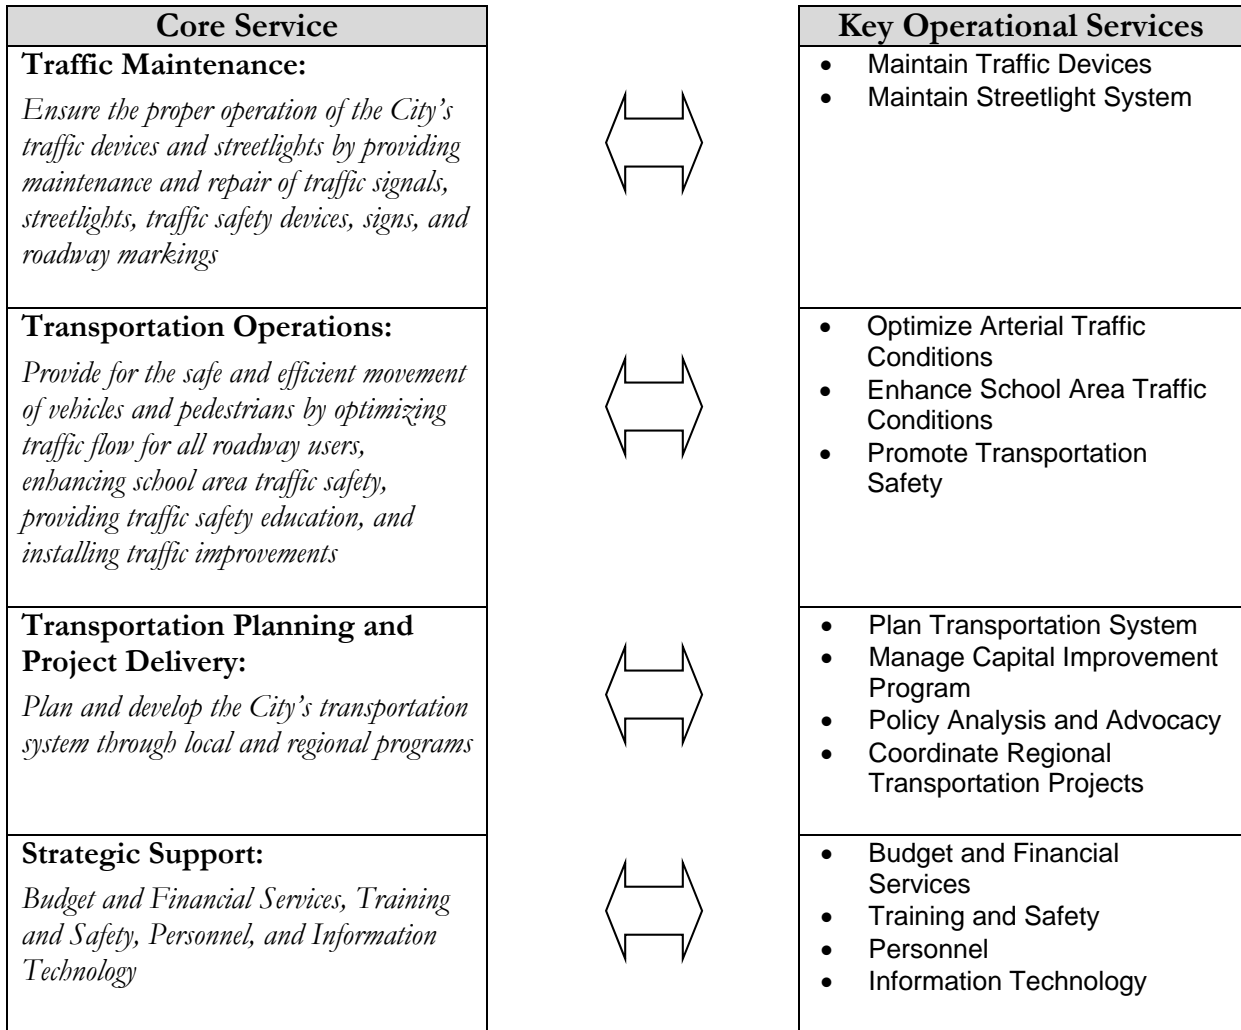 Core Service
Key Operational Services
Traffic Maintenance:
Ensure the proper operation of the City's
traffic devices and streetlights by providing
maintenance and repair of traffic signals,
streetlights, traffic safety devices, signs, and
roadway markings
• Maintain Traffic Devices
• Maintain Streetlight System
Transportation Operations:
Provide for the safe and efficient movement
of vehicles and pedestrians by optimizing
traffic flow for all roadway users,
enhancing school area traffic safety,
providing traffic safety education, and
installing traffic improvements
• Optimize Arterial Traffic
Conditions
• Enhance School Area Traffic
Conditions
• Promote Transportation
Safety
Transportation Planning and
Project Delivery:
Plan and develop the City's transportation
system through local and regional programs
• Plan Transportation System
• Manage Capital Improvement
Program
• Policy Analysis and Advocacy
• Coordinate Regional
Transportation Projects
Strategic Support:
Budget and Financial Services, Training
and Safety, Personnel, and Information
Technology
• Budget and Financial
Services
• Training and Safety
• Personnel
• Information Technology